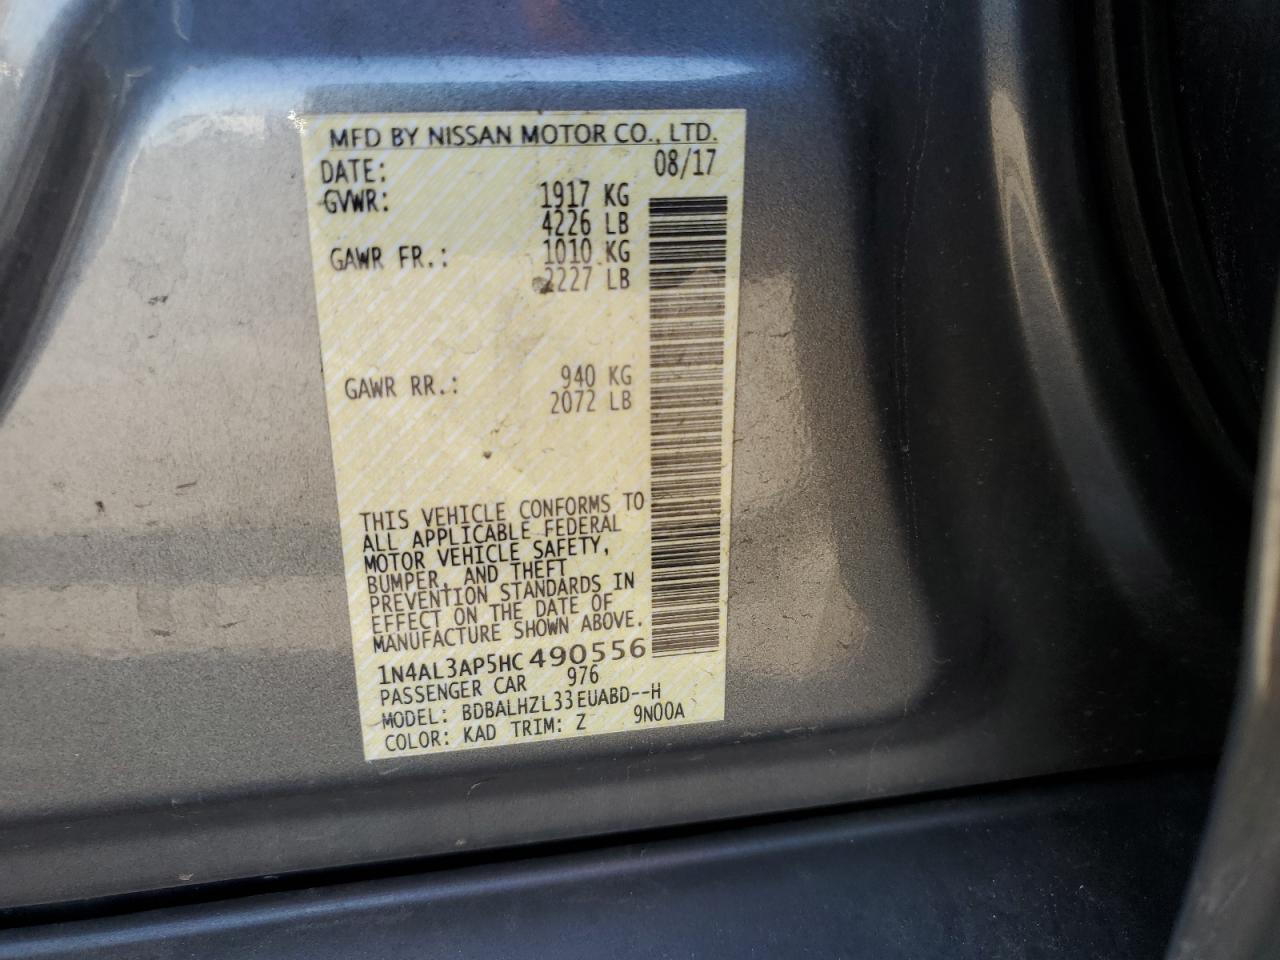 MFD BY NISSAN MOTOR CO., LTD.
DATE: 08/17
GVWR: 1917 KG
4226 LB
GAWR FR.: 1010 KG
2227 LB
GAWR RR.: 940 KG
2072 LB
THIS VEHICLE CONFORMS TO
ALL APPLICABLE FEDERAL
MOTOR VEHICLE SAFETY,
BUMPER, AND THEFT
PREVENTION STANDARDS IN
EFFECT ON THE DATE OF
MANUFACTURE SHOWN ABOVE.
1N4AL3AP5HC490556
PASSENGER CAR 976
MODEL: BDBALHZL33EUABD--H
COLOR: KAD TRIM: Z 9N00A